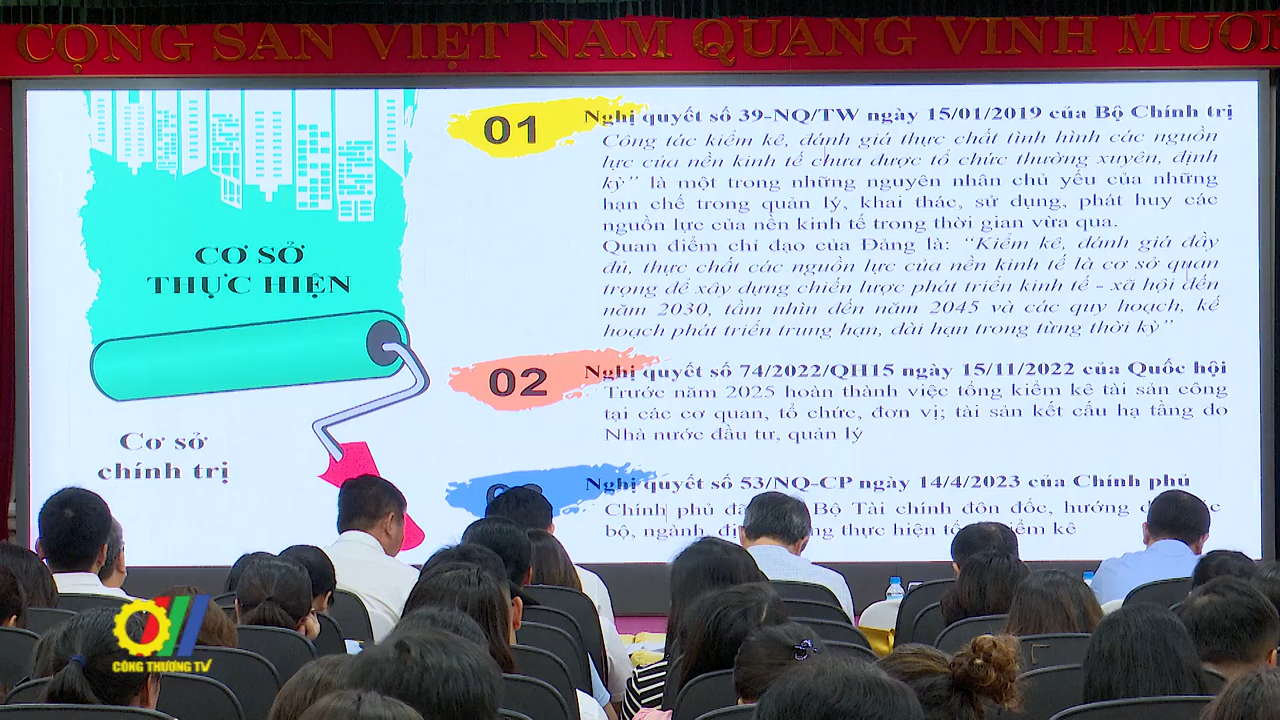 CỘNG SẢN VIỆT NAM QUANG VINH MUÔN
CƠ SỞ
THỰC HIỆN
Cơ sở
chính trị
01
Nghị quyết số 39-NQ/TW ngày 15/01/2019 của Bộ Chính trị
Công tác kiểm kê, đánh giá thực chất tình hình các nguồn
lực của nền kinh tế chưa được tổ chức thường xuyên, định
kỳ” là một trong những nguyên nhân chủ yếu của những
hạn chế trong quản lý, khai thác, sử dụng, phát huy các
nguồn lực của nền kinh tế trong thời gian vừa qua.
Quan điểm chỉ đạo của Đảng là: “Kiểm kê, đánh giá đầy
đủ, thực chất các nguồn lực của nền kinh tế là cơ sở quan
trọng để xây dựng chiến lược phát triển kinh tế - xã hội đến
năm 2030, tầm nhìn đến năm 2045 và các quy hoạch, kế
hoạch phát triển trung hạn, dài hạn trong từng thời kỳ”
02
Nghị quyết số 74/2022/QH15 ngày 15/11/2022 của Quốc hội
Trước năm 2025 hoàn thành việc tổng kiểm kê tài sản công
tại các cơ quan, tổ chức, đơn vị; tài sản kết cấu hạ tầng do
Nhà nước đầu tư, quản lý
Nghị quyết số 53/NQ-CP ngày 14/4/2023 của Chính phủ
Chính phủ Bộ Tài chính đôn đốc, hướng
bộ, ngành, thực hiện kiểm kê
CÔNG THƯƠNG TV